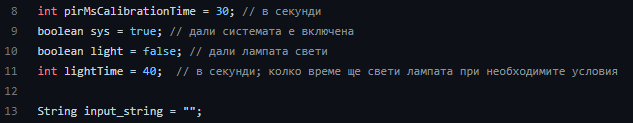 8 int pirMsCalibrationTime = 30; // в секунди
9 boolean sys = true; // дали системата е включена
10 boolean light = false; // дали лампата свети
11 int lightTime = 40;  // в секунди; колко време ще свети лампата при необходимите условия
12
13 String input_string = "";